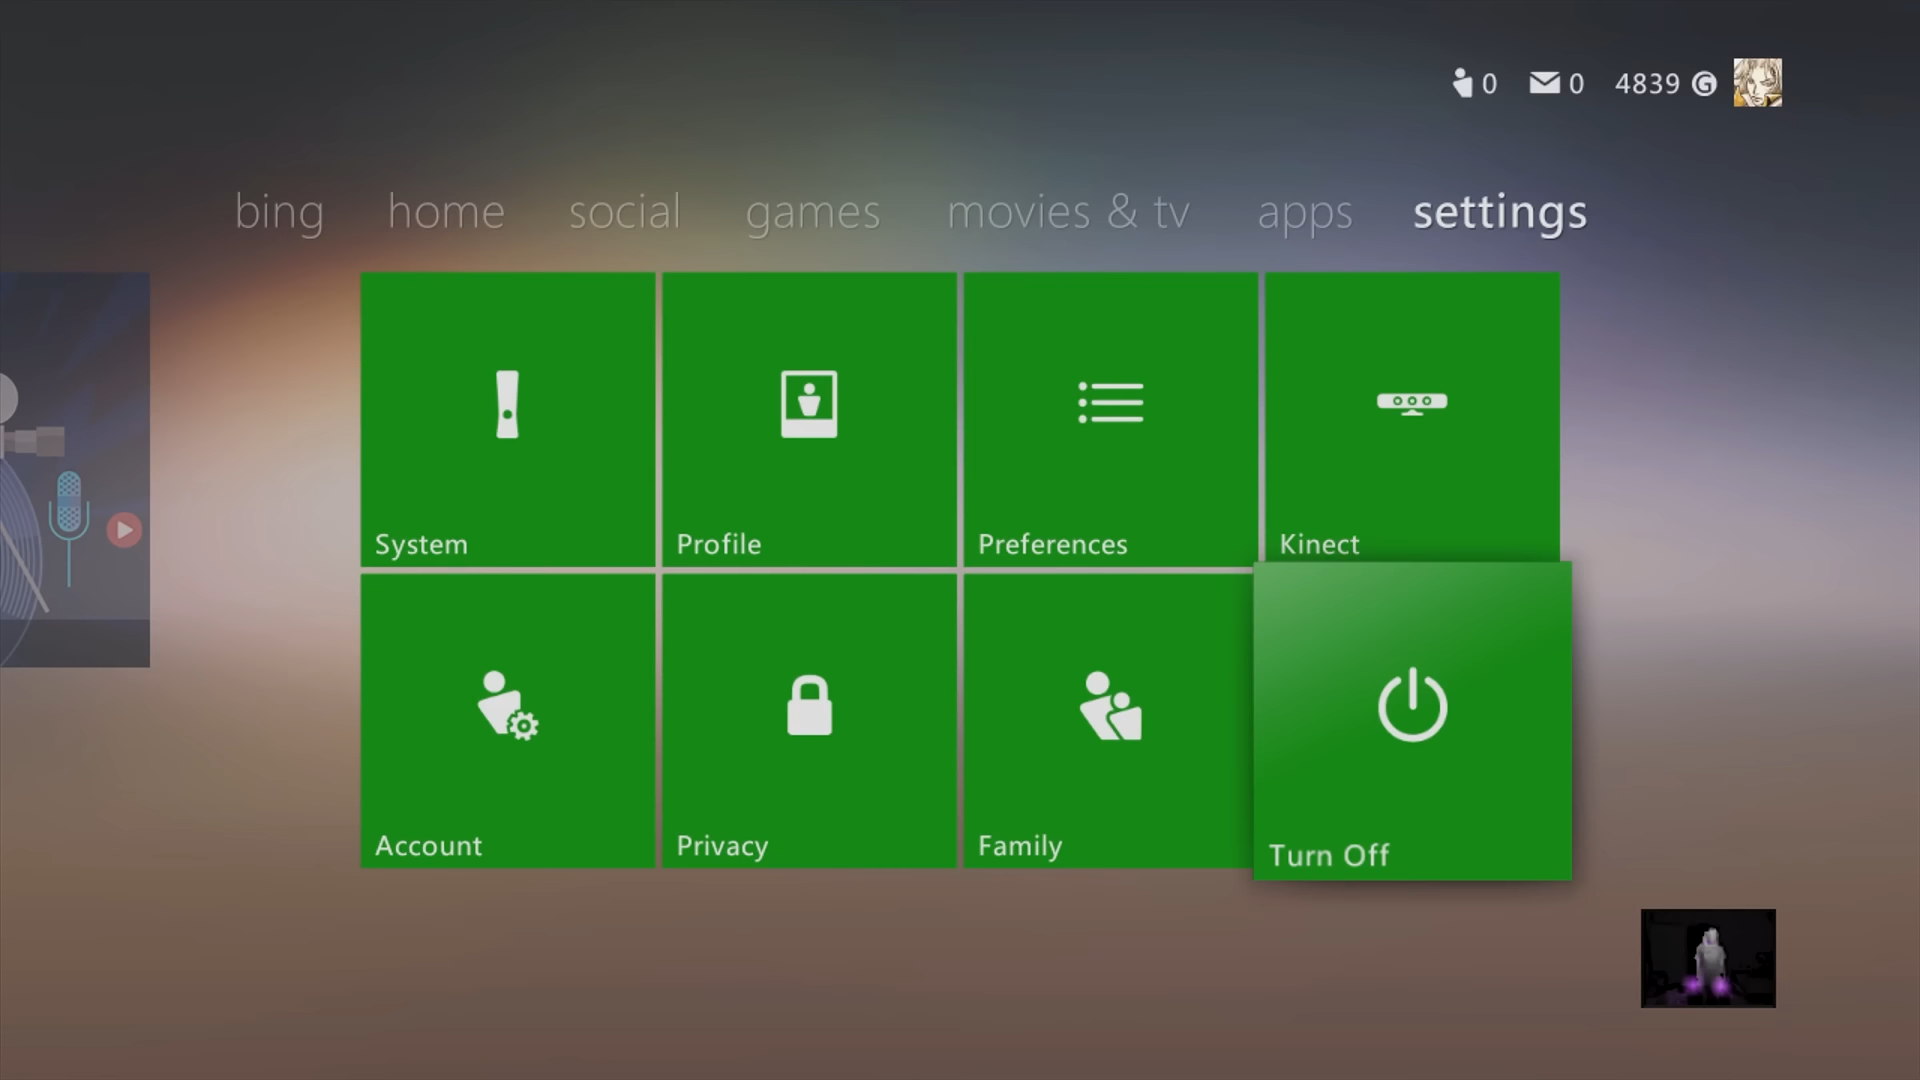 0 0 4839 G
bing home social games movies & tv apps settings
System Profile Preferences Kinect
Account Privacy Family Turn Off